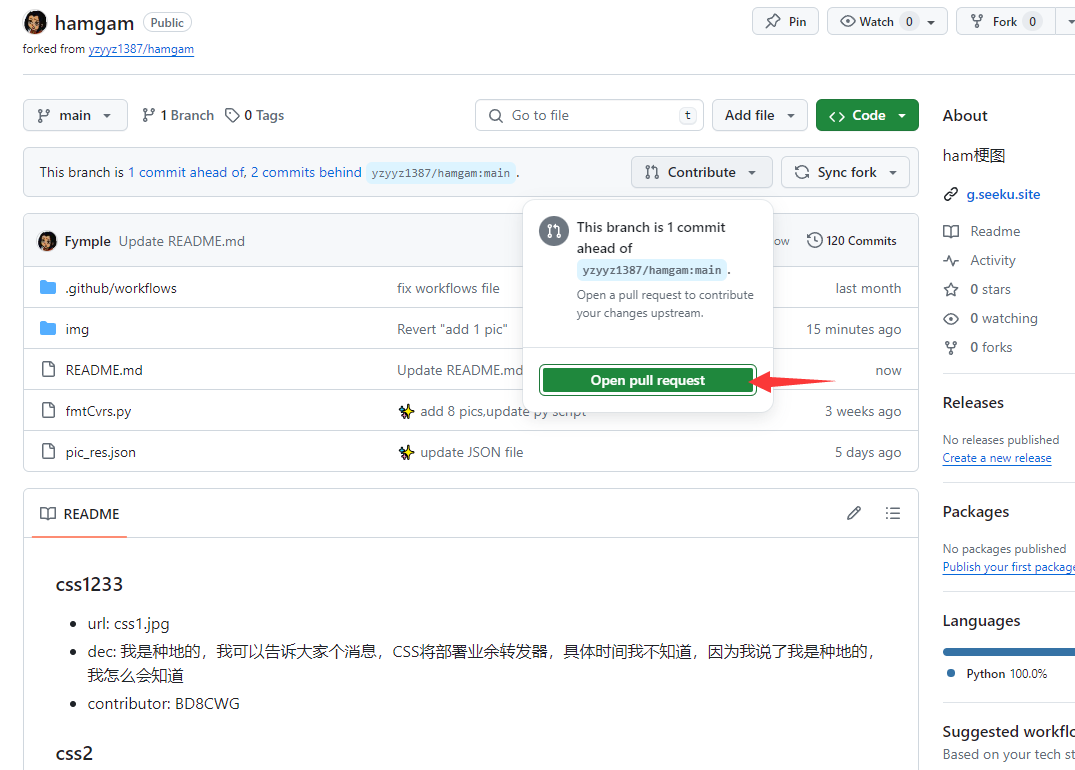 hamgam Public
Pin
Watch 0
Fork 0
forked from yzyyz1387/hamgam
main
1 Branch
0 Tags
Go to file t
Add file
Code
This branch is 1 commit ahead of, 2 commits behind yzyyz1387/hamgam:main .
Contribute
Sync fork
This branch is 1 commit
ahead of
yzyyz1387/hamgam:main .
Open a pull request to contribute
your changes upstream.
Open pull request
Fymple Update README.md
ow
120 Commits
.github/workflows fix workflows file last month
img Revert "add 1 pic" 15 minutes ago
README.md Update README.md now
fmtCvrs.py ✨ add 8 pics,update py script 3 weeks ago
pic_res.json ✨ update JSON file 5 days ago
README
css1233
url: css1.jpg
dec: 我是种地的，我可以告诉大家个消息，CSS将部署业余转发器，具体时间我不知道，因为我说了我是种地的，
我怎么会知道
contributor: BD8CWG
css2
About
ham梗图
g.seeku.site
Readme
Activity
0 stars
0 watching
0 forks
Releases
No releases published
Create a new release
Packages
No packages published
Publish your first package
Languages
Python 100.0%
Suggested workflo
Based on your tech st